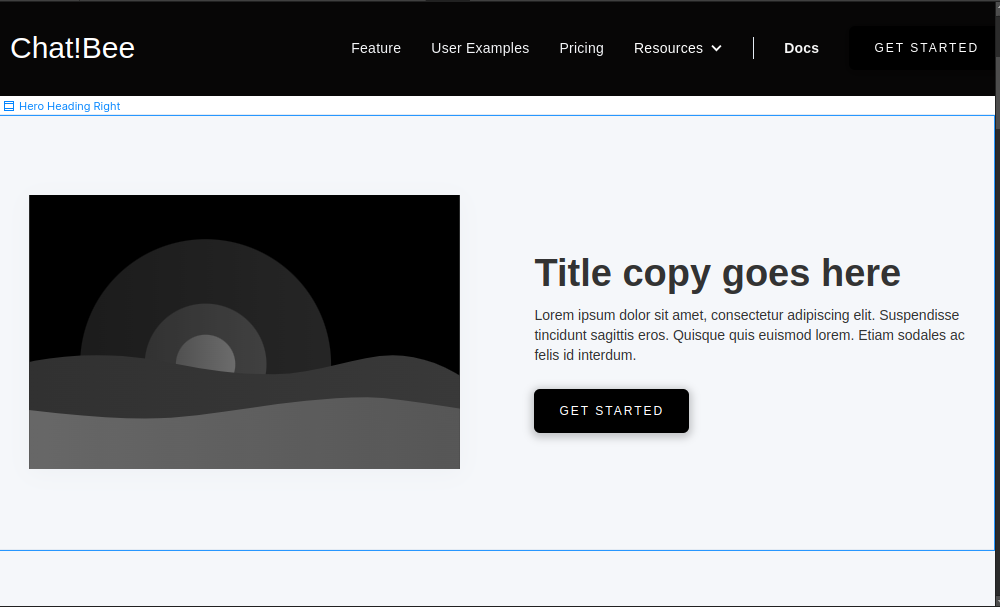 Chat!Bee
Feature
User Examples
Pricing
Resources
Docs
GET STARTED
Hero Heading Right
Title copy goes here
Lorem ipsum dolor sit amet, consectetur adipiscing elit. Suspendisse
tincidunt sagittis eros. Quisque quis euismod lorem. Etiam sodales ac
felis id interdum.
GET STARTED